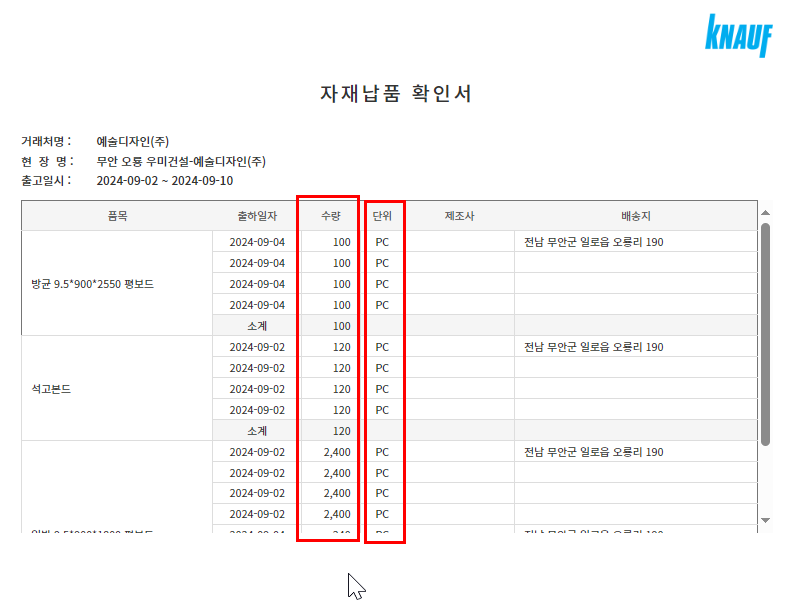 KNAUF
자재납품 확인서
거래처명 : 예술디자인(주)
현 장 명 : 무안 오룡 우미건설-예술디자인(주)
출고일시 : 2024-09-02 ~ 2024-09-10
품목 출하일자 수량 단위 제조사 배송지
2024-09-04 100 PC 전남 무안군 일로읍 오룡리 190
2024-09-04 100 PC
방균 9.5*900*2550 평보드 2024-09-04 100 PC
2024-09-04 100 PC
소계 100
2024-09-02 120 PC 전남 무안군 일로읍 오룡리 190
2024-09-02 120 PC
석고본드 2024-09-02 120 PC
2024-09-02 120 PC
소계 120
2024-09-02 2,400 PC 전남 무안군 일로읍 오룡리 190
2024-09-02 2,400 PC
2024-09-02 2,400 PC
2024-09-02 2,400 PC